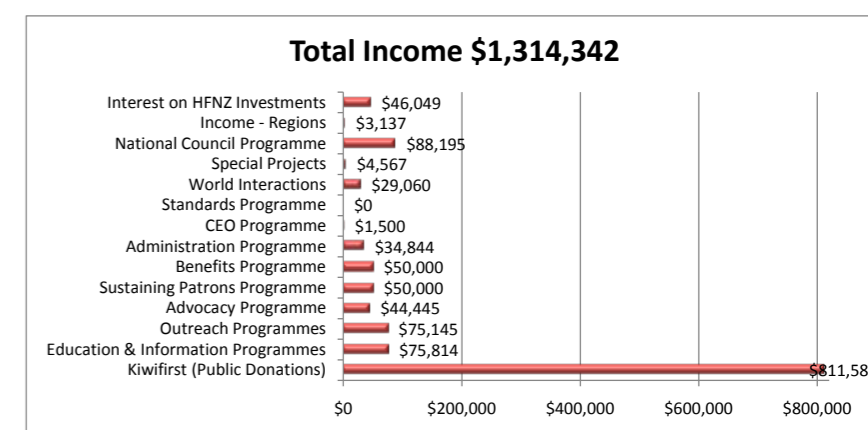 Total Income $1,314,342
Interest on HFNZ Investments $46,049
Income - Regions $3,137
National Council Programme $88,195
Special Projects $4,567
World Interactions $29,060
Standards Programme $0
CEO Programme $1,500
Administration Programme $34,844
Benefits Programme $50,000
Sustaining Patrons Programme $50,000
Advocacy Programme $44,445
Outreach Programmes $75,145
Education & Information Programmes $75,814
Kiwifirst (Public Donations) $811,58
$0 $200,000 $400,000 $600,000 $800,000